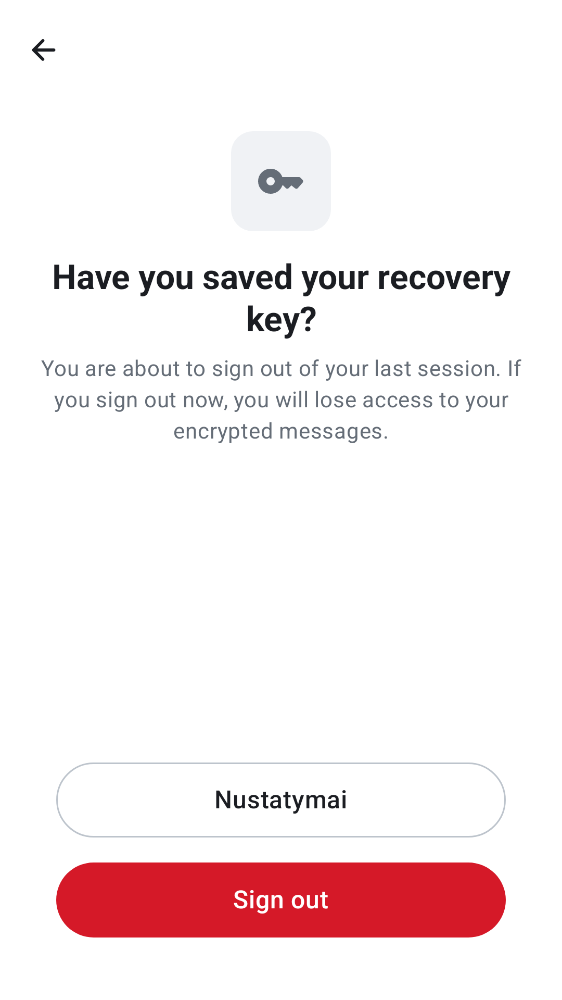 Have you saved your recovery
key?
You are about to sign out of your last session. If
you sign out now, you will lose access to your
encrypted messages.
Nustatymai
Sign out